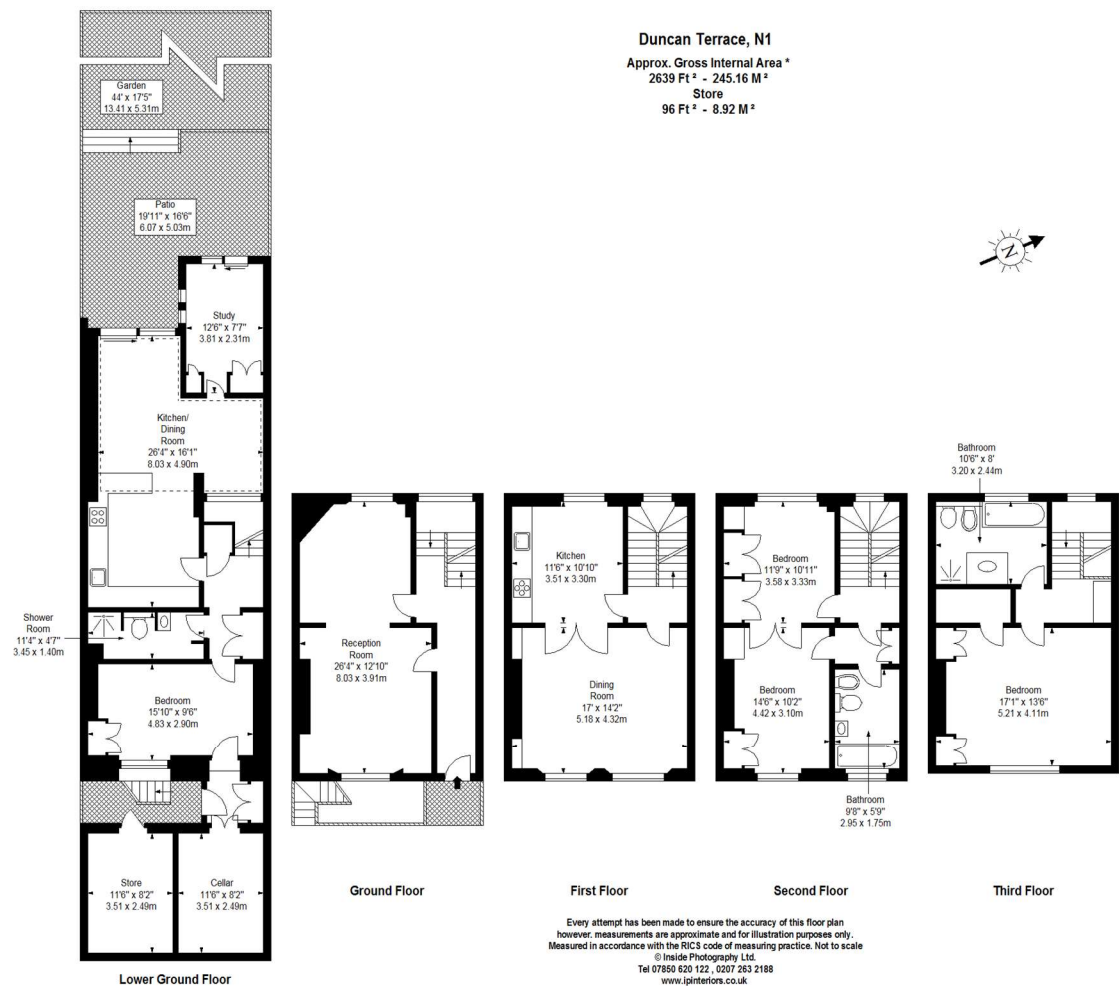 Duncan Terrace, N1
Approx. Gross Internal Area *
2639 Ft ² - 245.16 M ²
Store
96 Ft ² - 8.92 M ²
N
Garden
44' x 17'5"
13.41 x 5.31m
Patio
19'11" x 16'6"
6.07 x 5.03m
Study
12'6" x 7'7"
3.81 x 2.31m
Kitchen/
Dining
Room
26'4" x 16'1"
8.03 x 4.90m
Shower
Room
11'4" x 4'7"
3.45 x 1.40m
Bedroom
15'10" x 9'6"
4.83 x 2.90m
Store
11'6" x 8'2"
3.51 x 2.49m
Cellar
11'6" x 8'2"
3.51 x 2.49m
Lower Ground Floor
Reception
Room
26'4" x 12'10"
8.03 x 3.91m
Ground Floor
Kitchen
11'6" x 10'10"
3.51 x 3.30m
Dining
Room
17' x 14'2"
5.18 x 4.32m
First Floor
Bedroom
11'9" x 10'11"
3.58 x 3.33m
Bedroom
14'6" x 10'2"
4.42 x 3.10m
Bathroom
9'8" x 5'9"
2.95 x 1.75m
Second Floor
Bathroom
10'6" x 8'
3.20 x 2.44m
Bedroom
17'1" x 13'6"
5.21 x 4.11m
Third Floor
Every attempt has been made to ensure the accuracy of this floor plan
however. measurements are approximate and for illustration purposes only.
Measured in accordance with the RICS code of measuring practice. Not to scale
© Inside Photography Ltd.
Tel 07850 620 122 , 0207 263 2188
www.ipinteriors.co.uk